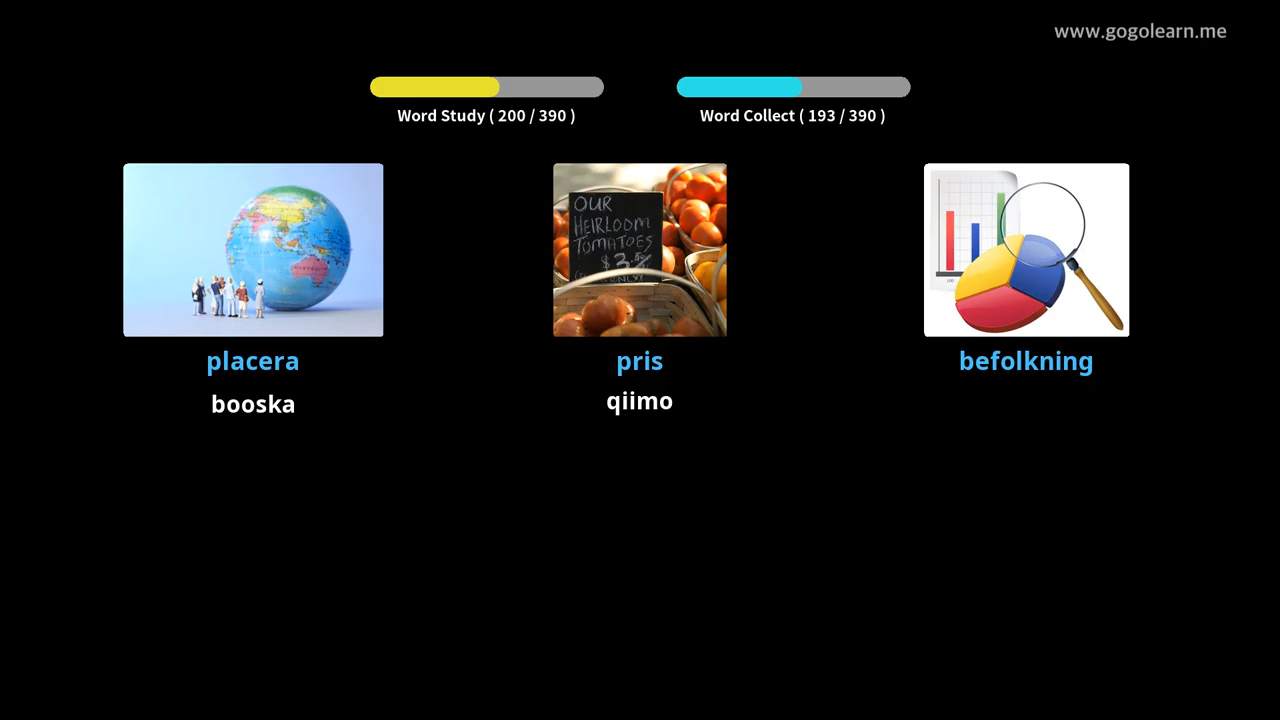 www.gogolearn.me
Word Study ( 200 / 390 )
Word Collect ( 193 / 390 )
OUR
HEIRLOOM
TOMATOES
$3.
placera
pris
befolkning
booska
qiimo